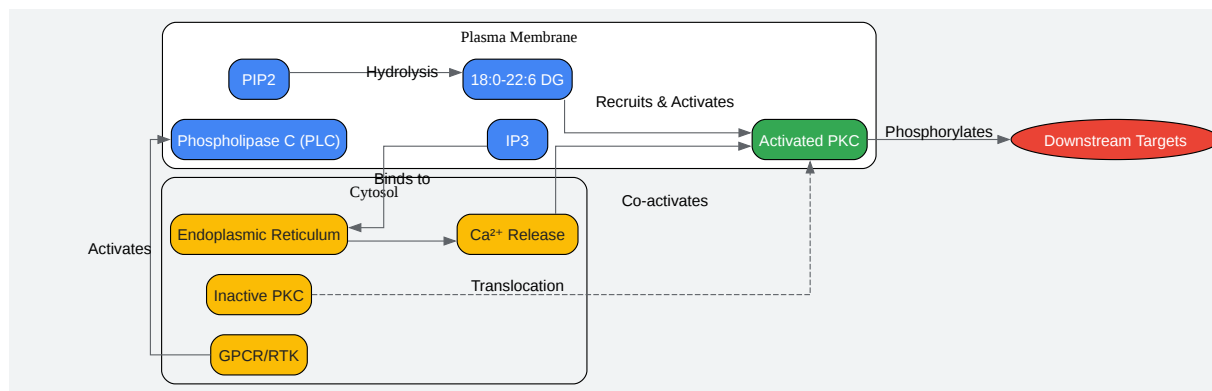 Plasma Membrane
PIP2
Hydrolysis
18:0-22:6 DG
Recruits & Activates
Phospholipase C (PLC)
IP3
Activated PKC
Phosphorylates
Downstream Targets
Binds to
Cytosol
Co-activates
Endoplasmic Reticulum
Ca²⁺ Release
Activates
Inactive PKC
Translocation
GPCR/RTK